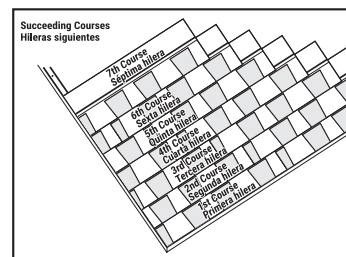 Succeeding Courses
Hileras siguientes
7th Course
Séptima hilera
6th Course
Sexta hilera
5th Course
Quinta hilera
4th Course
Cuarta hilera
3rd Course
Tercera hilera
2nd Course
Segunda hilera
1st Course
Primera hilera